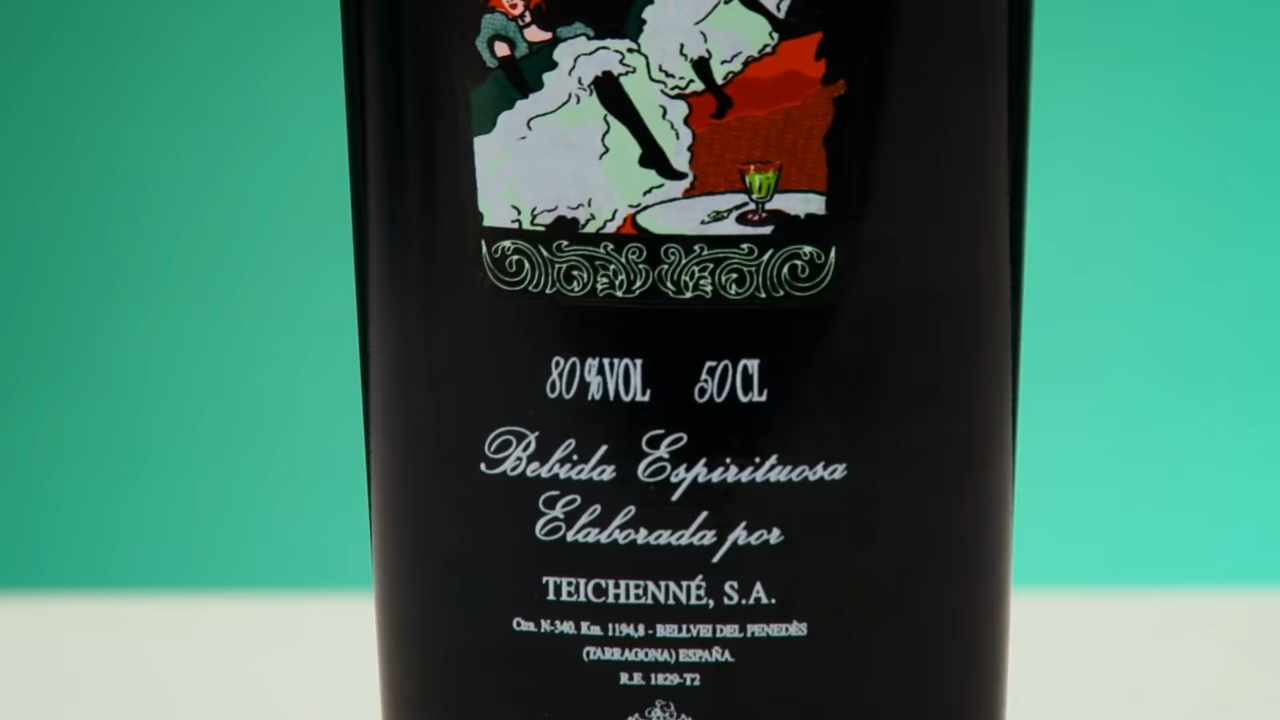 80%VOL 50CL
Bebida Espirituosa
Elaborada por
TEICHENNÉ, S.A.
Ctra. N-340. Km. 1194,8 - BELLVEI DEL PENEDÈS
(TARRAGONA) ESPAÑA.
R.E. 1829-T2